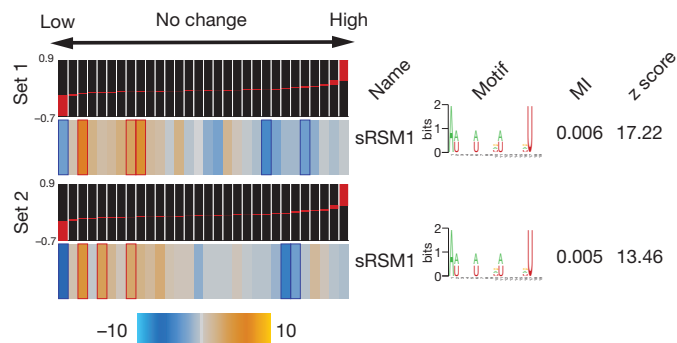 Low No change High
Set 1
0.9
−0.7
Name
Motif
MI
z score
sRSM1
bits
2
1
0
0.006
17.22
Set 2
0.9
−0.7
sRSM1
bits
2
1
0
0.005
13.46
−10
10